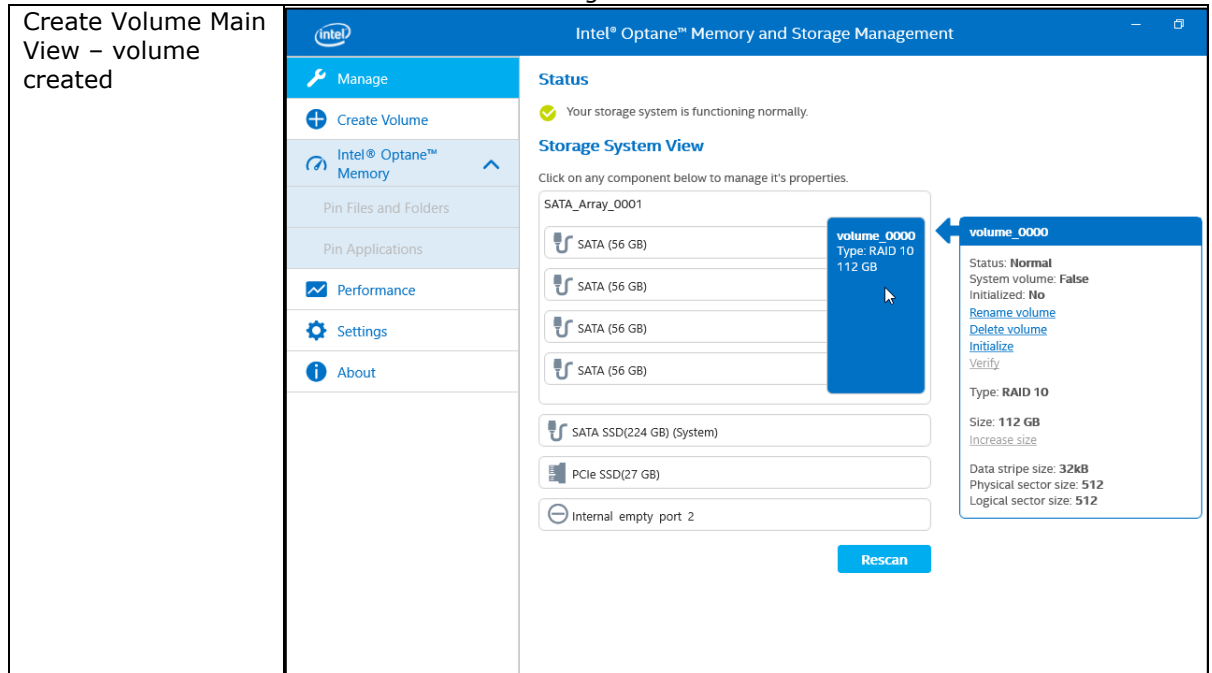 Create Volume Main
View – volume
created
intel
Intel® Optane™ Memory and Storage Management
Manage
Create Volume
Intel® Optane™
Memory
Pin Files and Folders
Pin Applications
Performance
Settings
About
Status
Your storage system is functioning normally.
Storage System View
Click on any component below to manage it's properties.
SATA_Array_0001
SATA (56 GB)
SATA (56 GB)
SATA (56 GB)
SATA (56 GB)
volume_0000
Type: RAID 10
112 GB
SATA SSD(224 GB) (System)
PCIe SSD(27 GB)
Internal empty port 2
Rescan
volume_0000
Status: Normal
System volume: False
Initialized: No
Rename volume
Delete volume
Initialize
Verify
Type: RAID 10
Size: 112 GB
Increase size
Data stripe size: 32kB
Physical sector size: 512
Logical sector size: 512